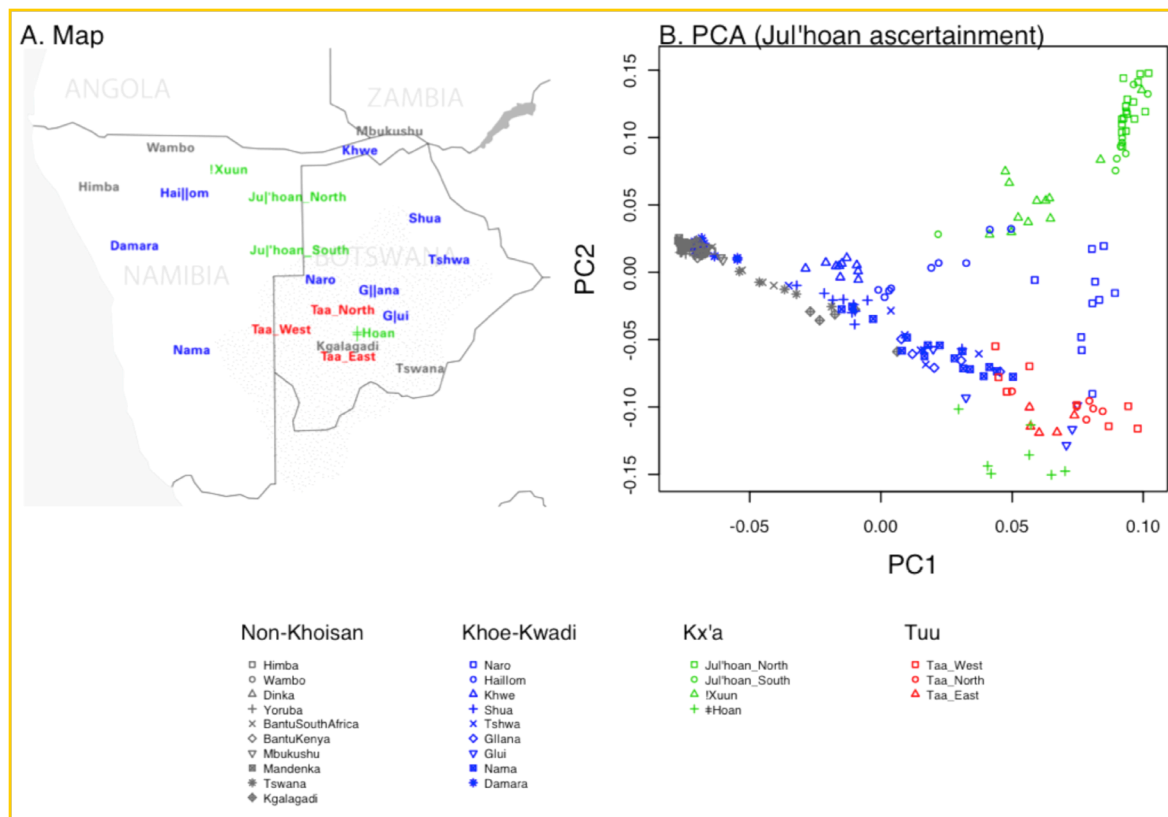 A. Map
ANGOLA
ZAMBIA
Mbukushu
Wambo
Khwe
!Xuun
Himba
Hai||om
Ju|'hoan_North
Shua
Damara
Ju|'hoan_South
BOTSWANA
NAMIBIA
Tshwa
Naro
G||ana
Taa_North
G|ui
Taa_West
ǂHoan
Kgalagadi
Nama
Taa_East
Tswana
B. PCA (Jul'hoan ascertainment)
PC2
0.15
0.10
0.05
0.00
-0.05
-0.10
-0.15
-0.05 0.00 0.05 0.10
PC1
Non-Khoisan
Himba
Wambo
Dinka
Yoruba
BantuSouthAfrica
BantuKenya
Mbukushu
Mandenka
Tswana
Kgalagadi
Khoe-Kwadi
Naro
Haillom
Khwe
Shua
Tshwa
Gllana
Glui
Nama
Damara
Kx'a
Jul'hoan_North
Jul'hoan_South
!Xuun
ǂHoan
Tuu
Taa_West
Taa_North
Taa_East